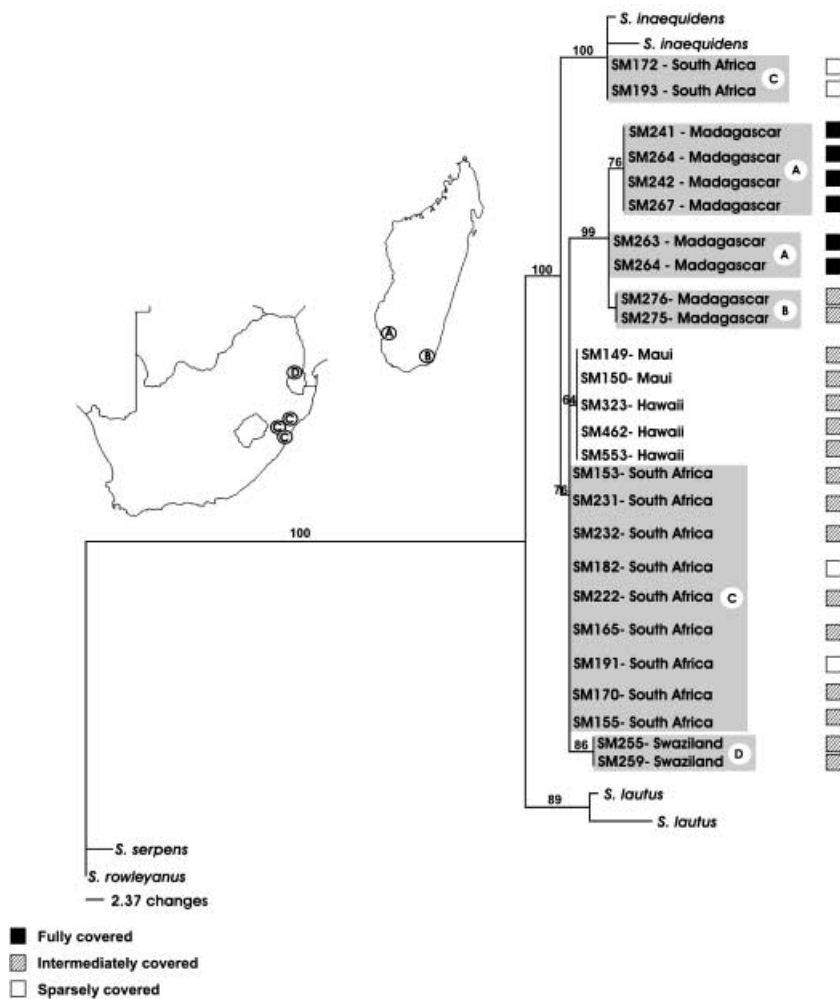 S. inaequidens
S. inaequidens
100
SM172 - South Africa
C
SM193 - South Africa
SM241 - Madagascar
76
SM264 - Madagascar
A
SM242 - Madagascar
SM267 - Madagascar
99
SM263 - Madagascar
A
SM264 - Madagascar
100
SM276- Madagascar
B
SM275- Madagascar
A
B
D
C
C
C
SM149- Maui
SM150- Maui
64
SM323- Hawaii
SM462- Hawaii
SM553- Hawaii
SM153- South Africa
76
SM231- South Africa
SM232- South Africa
100
SM182- South Africa
SM222- South Africa
C
SM165- South Africa
SM191- South Africa
SM170- South Africa
SM155- South Africa
86
SM255- Swaziland
D
SM259- Swaziland
S. lautus
89
S. lautus
S. serpens
S. rowleyanus
2.37 changes
Fully covered
Intermediately covered
Sparsely covered